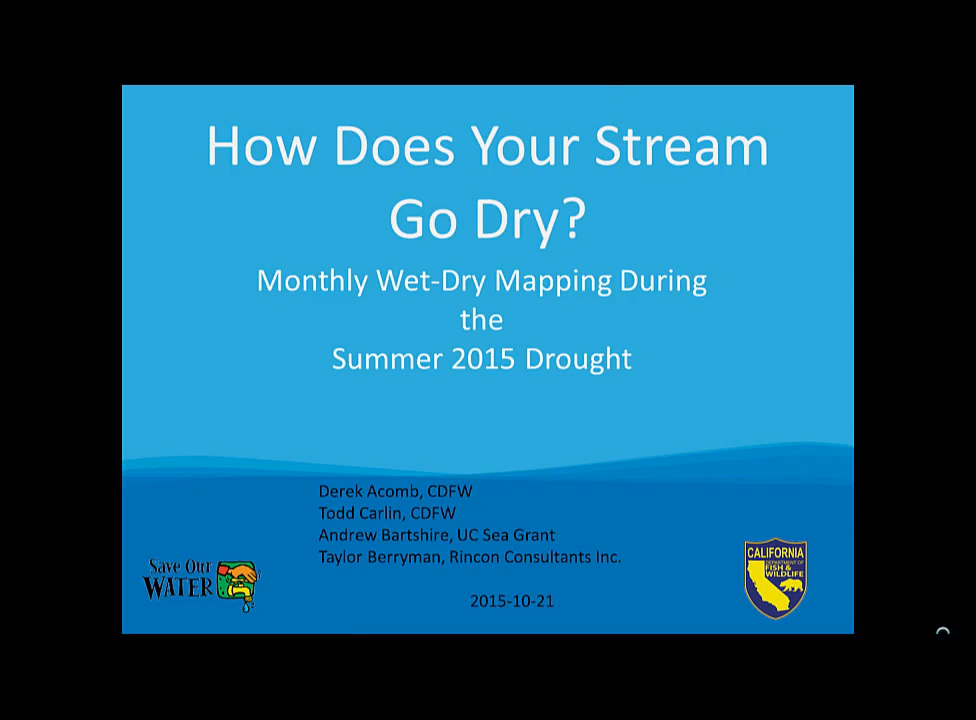 How Does Your Stream
Go Dry?
Monthly Wet-Dry Mapping During
the
Summer 2015 Drought
Derek Acomb, CDFW
Todd Carlin, CDFW
Andrew Bartshire, UC Sea Grant
Taylor Berryman, Rincon Consultants Inc.
2015-10-21
Save Our
WATER
CALIFORNIA
DEPARTMENT OF
FISH &
WILDLIFE